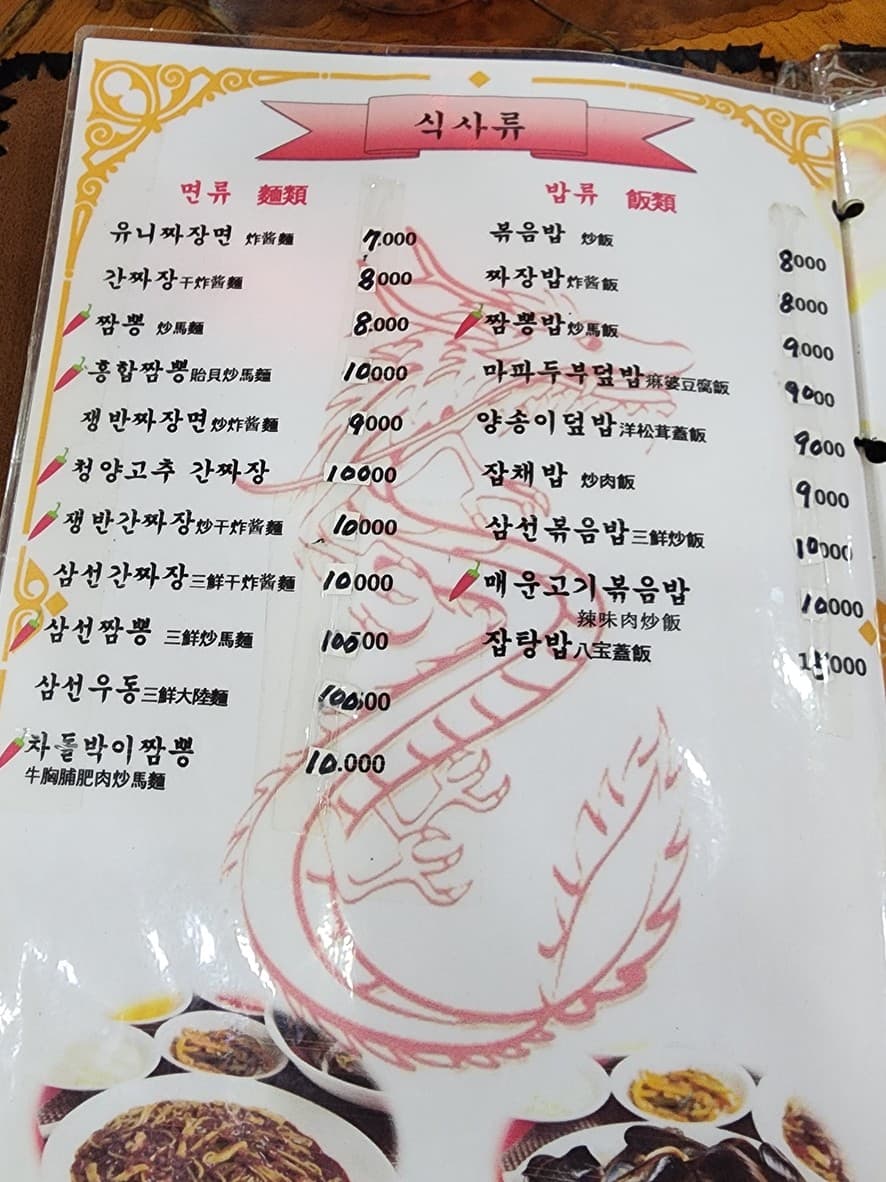 식사류
면류 麵類
유니짜장면 炸酱麵 7.000
간짜장 干炸酱麵 8000
짬뽕 炒馬麵 8.000
홍합짬뽕 貽貝炒馬麵 10000
쟁반짜장면 炒炸酱麵 9000
청양고추 간짜장 10000
쟁반간짜장 炒干炸酱麵 10000
삼선간짜장 三鮮干炸酱麵 10000
삼선짬뽕 三鮮炒馬麵 10000
삼선우동 三鮮大陸麵 10000
차돌박이짬뽕 10.000
牛胸脯肥肉炒馬麵
밥류 飯類
볶음밥 炒飯 8000
짜장밥 炸酱飯 8000
짬뽕밥 炒馬飯 9000
마파두부덮밥 麻婆豆腐飯 9000
양송이덮밥 洋松茸蓋飯 9000
잡채밥 炒肉飯 9000
삼선볶음밥 三鮮炒飯 10000
매운고기볶음밥 10000
辣味肉炒飯
잡탕밥 八宝蓋飯